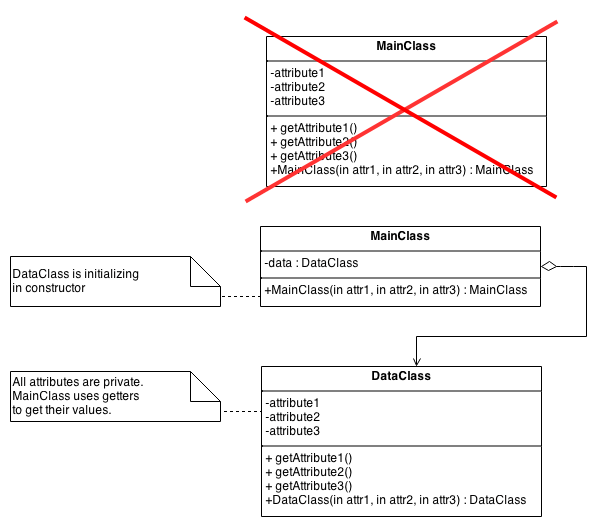 MainClass
-attribute1
-attribute2
-attribute3
+ getAttribute1()
+ getAttribute2()
+ getAttribute3()
+MainClass(in attr1, in attr2, in attr3) : MainClass
MainClass
-data : DataClass
+MainClass(in attr1, in attr2, in attr3) : MainClass
DataClass is initializing
in constructor
All attributes are private.
MainClass uses getters
to get their values.
DataClass
-attribute1
-attribute2
-attribute3
+ getAttribute1()
+ getAttribute2()
+ getAttribute3()
+DataClass(in attr1, in attr2, in attr3) : DataClass